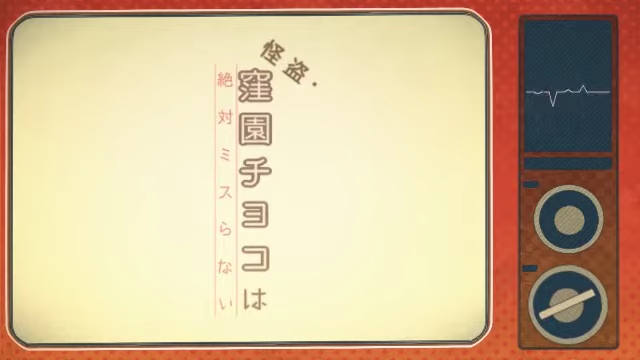 怪盗・
窪園チヨコは
絶対ミスらない